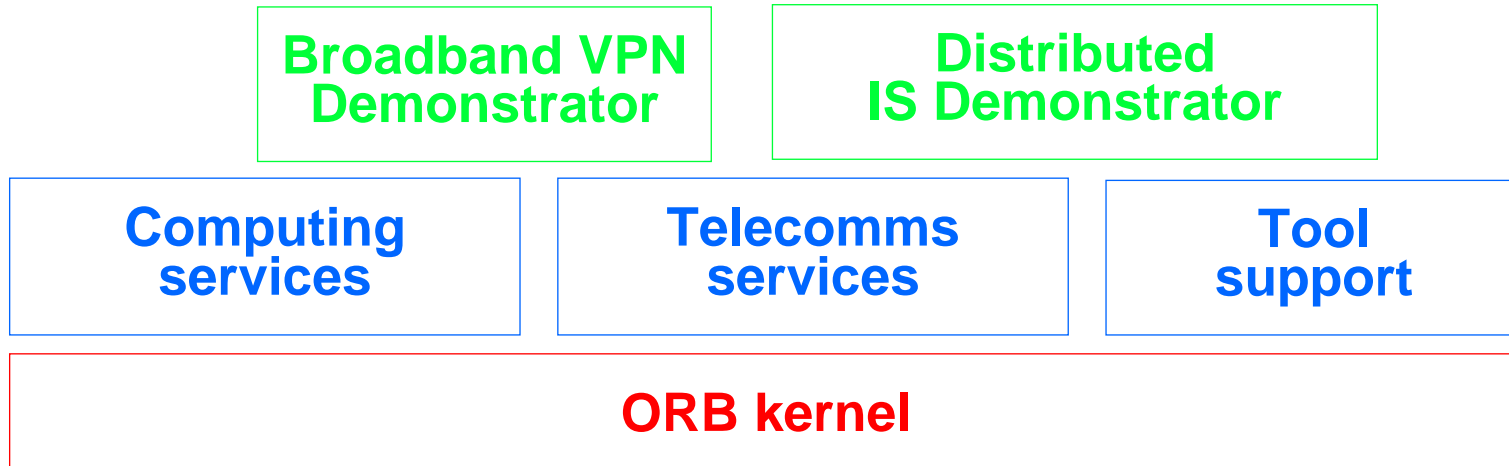 Broadband VPN
Demonstrator
Distributed
IS Demonstrator
Computing
services
Telecomms
services
Tool
support
ORB kernel